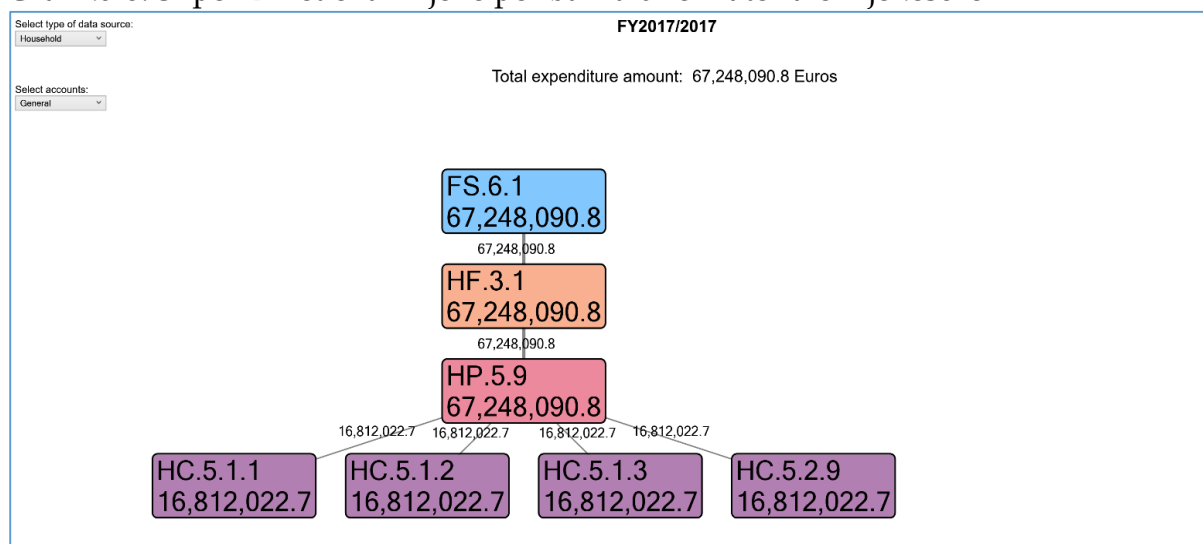 Select type of data source:
Household
FY2017/2017
Total expenditure amount: 67,248,090.8 Euros
Select accounts:
General
FS.6.1
67,248,090.8
67,248,090.8
HF.3.1
67,248,090.8
67,248,090.8
HP.5.9
67,248,090.8
16,812,022.7 16,812,022.7 16,812,022.7 16,812,022.7
HC.5.1.1 HC.5.1.2 HC.5.1.3 HC.5.2.9
16,812,022.7 16,812,022.7 16,812,022.7 16,812,022.7